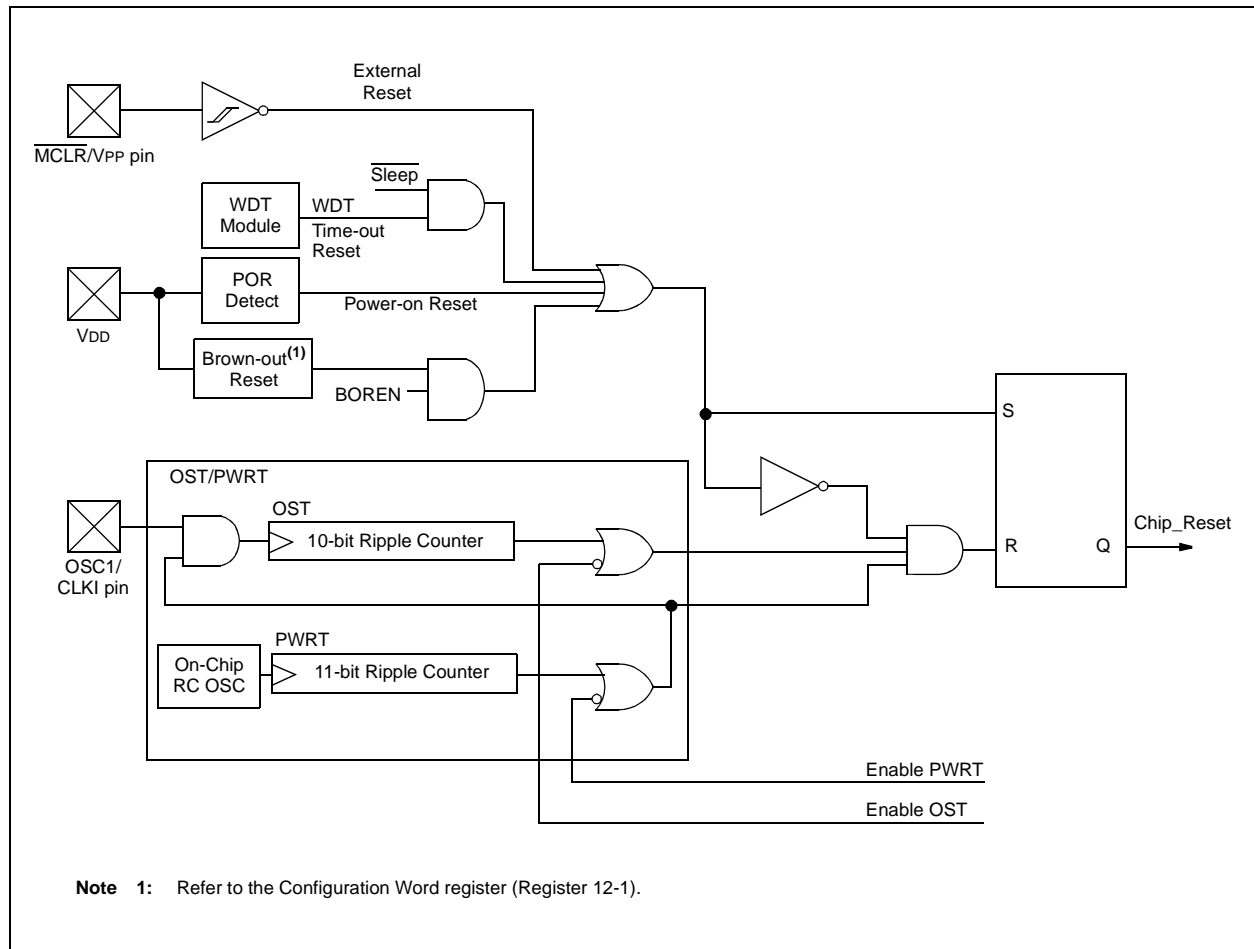 External
Reset
MCLR/VPP pin
Sleep
WDT
Module
WDT
Time-out
Reset
POR
Detect
Power-on Reset
VDD
Brown-out(1)
Reset
BOREN
S
OST/PWRT
OST
10-bit Ripple Counter
OSC1/
CLKI pin
R
Q
Chip_Reset
PWRT
On-Chip
RC OSC
11-bit Ripple Counter
Enable PWRT
Enable OST
Note 1: Refer to the Configuration Word register (Register 12-1).